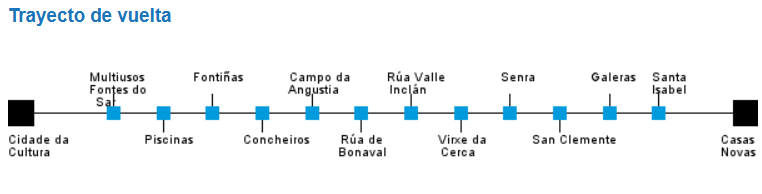 Trayecto de vuelta
Multiusos
Fontes do
Sar
Fontiñas
Campo da
Angustia
Rúa Valle
Inclán
Senra
Galeras
Santa
Isabel
Cidade da
Cultura
Piscinas
Concheiros
Rúa de
Bonaval
Virxe da
Cerca
San Clemente
Casas
Novas